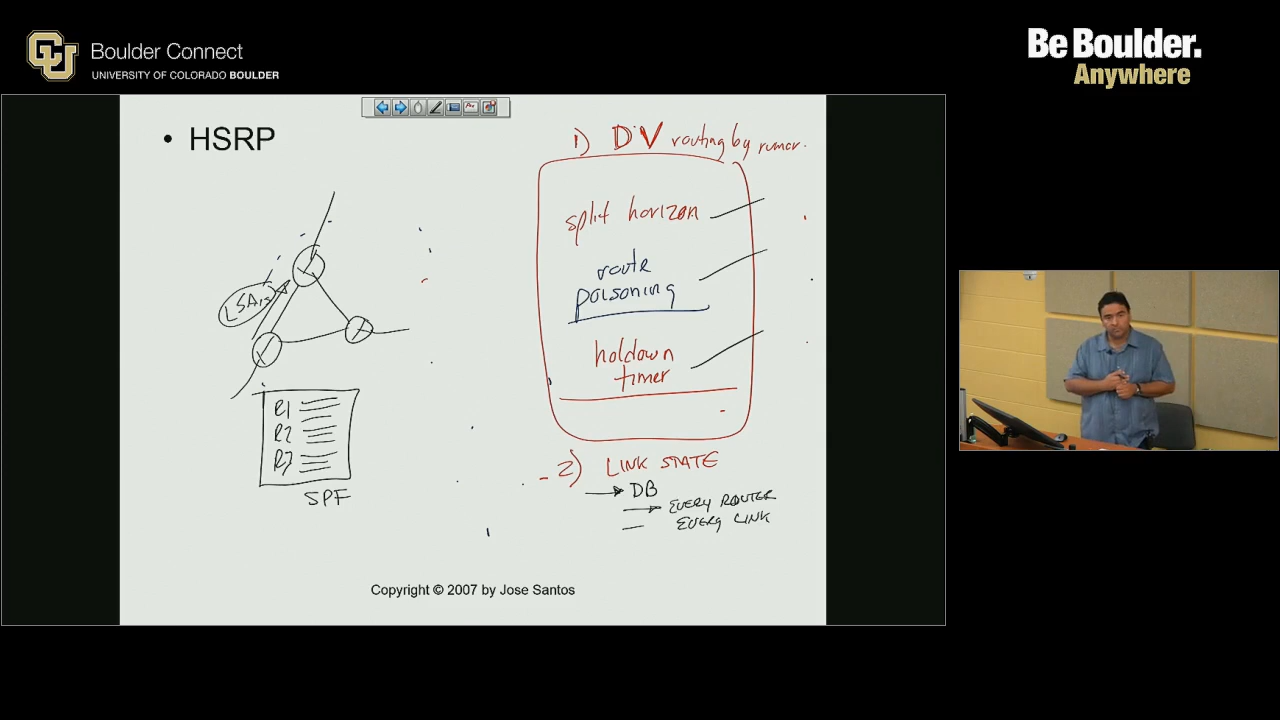 CU
Boulder Connect
UNIVERSITY OF COLORADO BOULDER
Be Boulder.
Anywhere
• HSRP
1) DV routing by rumor.
split horizon
route
poisoning
holdown
timer
2) LINK STATE
DB
EVERY ROUTER
EVERY LINK
LSA's
R1
R2
R3
SPF
Copyright © 2007 by Jose Santos